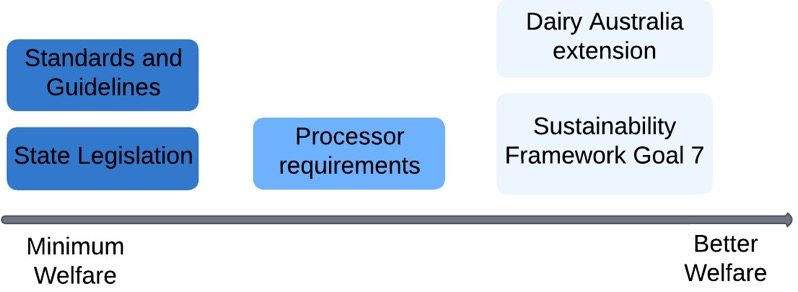 Standards and
Guidelines
State Legislation
Processor
requirements
Dairy Australia
extension
Sustainability
Framework Goal 7
Minimum
Welfare
Better
Welfare